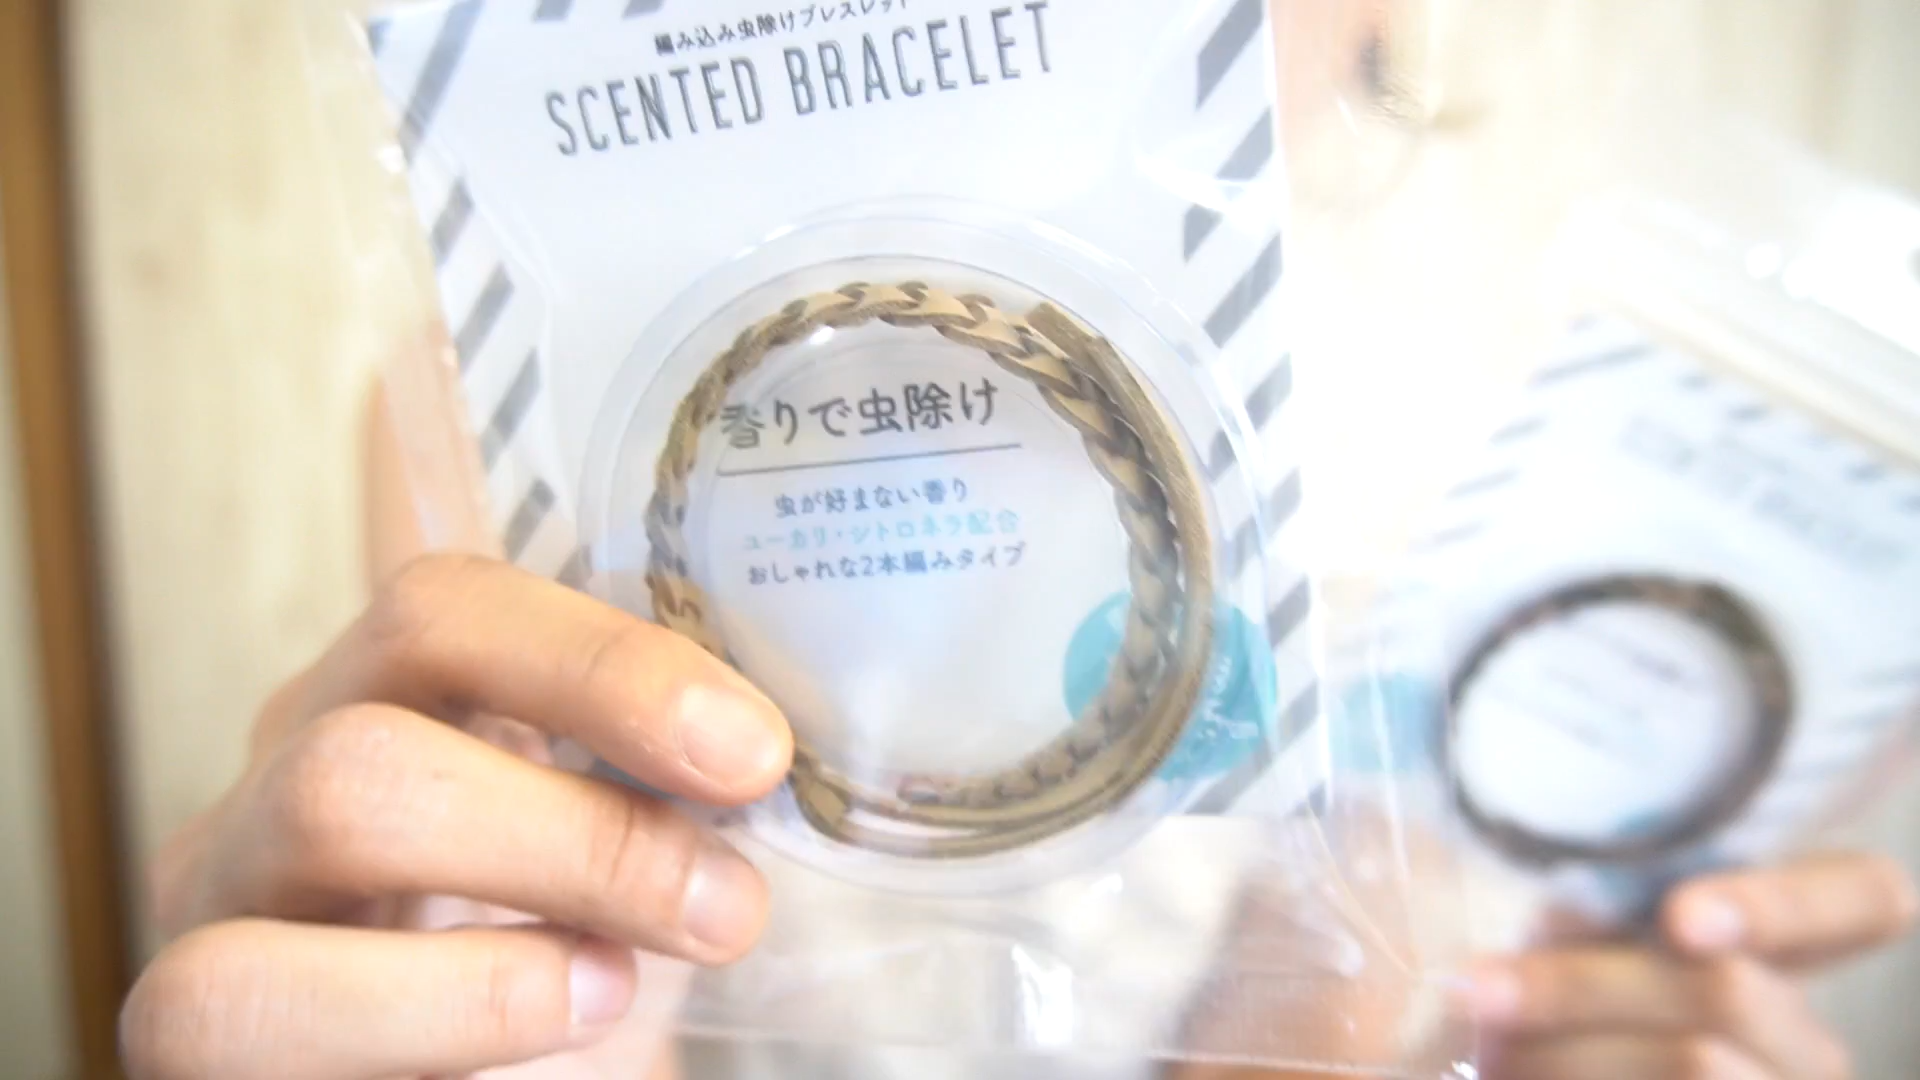 編み込み虫除けブレスレット
SCENTED BRACELET
香りで虫除け
虫が好まない香り
ユーカリ・シトロネラ配合
おしゃれな2本編みタイプ